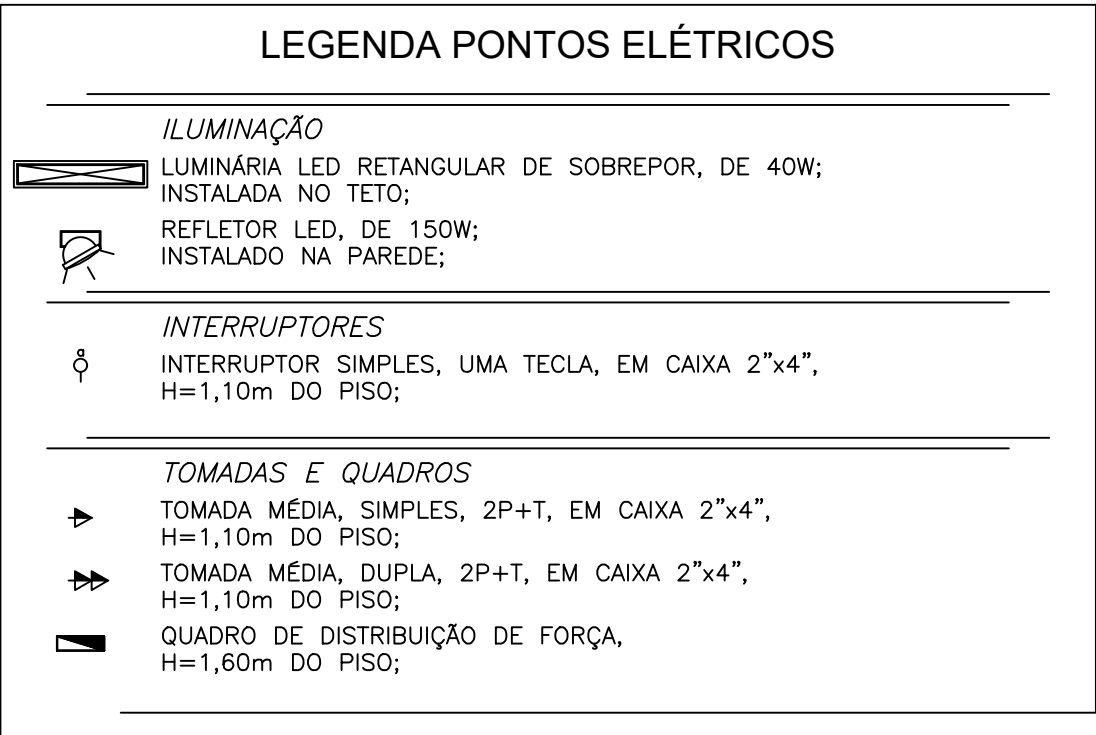 LEGENDA PONTOS ELÉTRICOS
ILUMINAÇÃO
LUMINÁRIA LED RETANGULAR DE SOBREPOR, DE 40W;
INSTALADA NO TETO;
REFLETOR LED, DE 150W;
INSTALADO NA PAREDE;
INTERRUPTORES
a
INTERRUPTOR SIMPLES, UMA TECLA, EM CAIXA 2”x4”,
H=1,10m DO PISO;
TOMADAS E QUADROS
TOMADA MÉDIA, SIMPLES, 2P+T, EM CAIXA 2”x4”,
H=1,10m DO PISO;
TOMADA MÉDIA, DUPLA, 2P+T, EM CAIXA 2”x4”,
H=1,10m DO PISO;
QUADRO DE DISTRIBUIÇÃO DE FORÇA,
H=1,60m DO PISO;